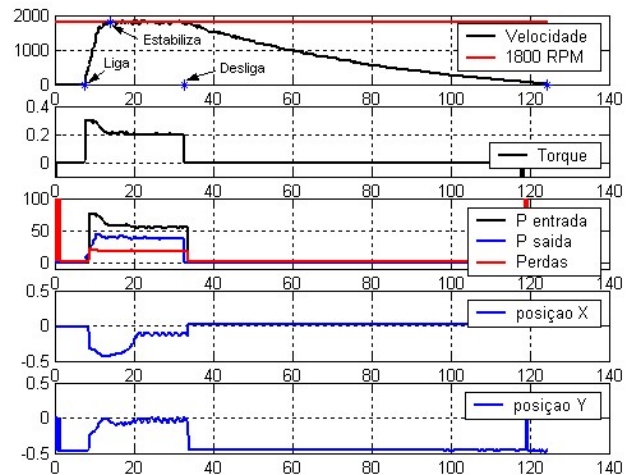 2000
1000
0
Estabiliza
Liga
Desliga
Velocidade
1800 RPM
0 20 40 60 80 100 120 140
0.4
0.2
0
Torque
0 20 40 60 80 100 120 140
100
50
0
P entrada
P saida
Perdas
0 20 40 60 80 100 120 140
0.5
0
-0.5
posiçao X
0 20 40 60 80 100 120 140
0.5
0
-0.5
posiçao Y
0 20 40 60 80 100 120 140